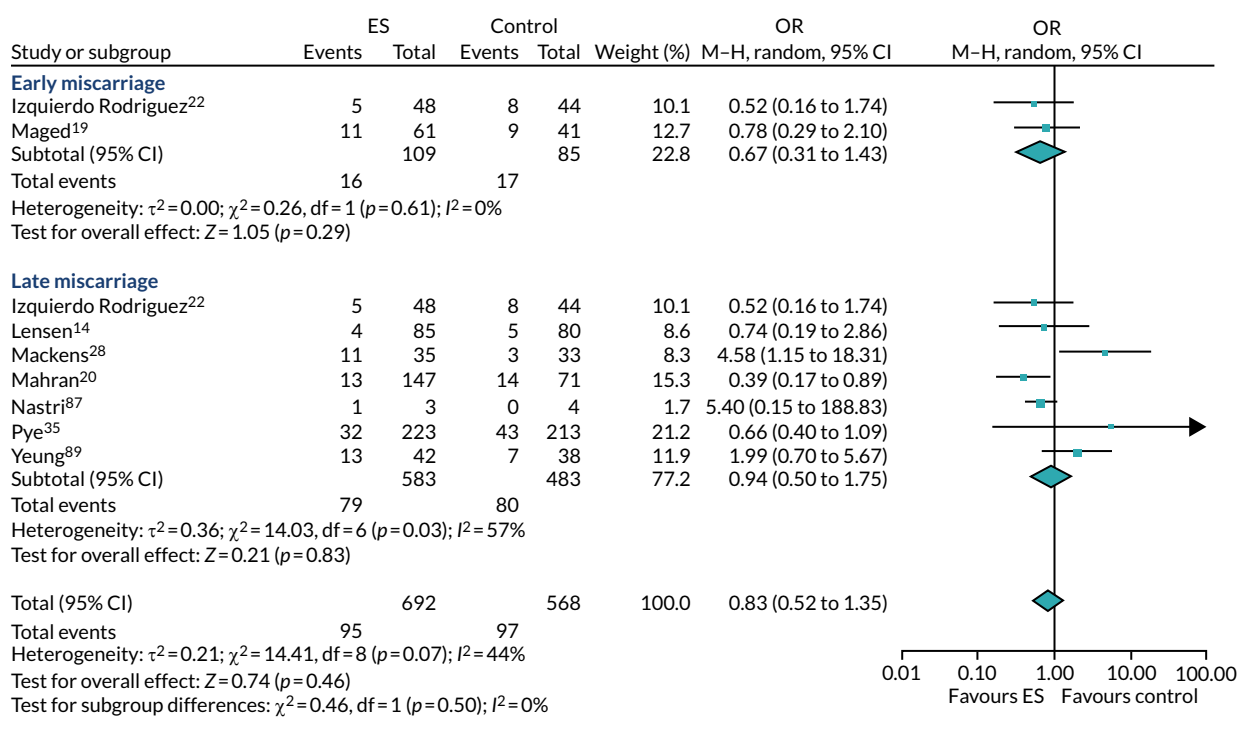 ES Control OR OR
Study or subgroup Events Total Events Total Weight (%) M–H, random, 95% CI M–H, random, 95% CI
Early miscarriage
Izquierdo Rodriguez22 5 48 8 44 10.1 0.52 (0.16 to 1.74)
Maged19 11 61 9 41 12.7 0.78 (0.29 to 2.10)
Subtotal (95% CI) 109 85 22.8 0.67 (0.31 to 1.43)
Total events 16 17
Heterogeneity: τ2=0.00; χ2=0.26, df=1 (p=0.61); I2=0%
Test for overall effect: Z=1.05 (p=0.29)
Late miscarriage
Izquierdo Rodriguez22 5 48 8 44 10.1 0.52 (0.16 to 1.74)
Lensen14 4 85 5 80 8.6 0.74 (0.19 to 2.86)
Mackens28 11 35 3 33 8.3 4.58 (1.15 to 18.31)
Mahran20 13 147 14 71 15.3 0.39 (0.17 to 0.89)
Nastri87 1 3 0 4 1.7 5.40 (0.15 to 188.83)
Pye35 32 223 43 213 21.2 0.66 (0.40 to 1.09)
Yeung89 13 42 7 38 11.9 1.99 (0.70 to 5.67)
Subtotal (95% CI) 583 483 77.2 0.94 (0.50 to 1.75)
Total events 79 80
Heterogeneity: τ2=0.36; χ2=14.03, df=6 (p=0.03); I2=57%
Test for overall effect: Z=0.21 (p=0.83)
Total (95% CI) 692 568 100.0 0.83 (0.52 to 1.35)
Total events 95 97
Heterogeneity: τ2=0.21; χ2=14.41, df=8 (p=0.07); I2=44%
Test for overall effect: Z=0.74 (p=0.46)
Test for subgroup differences: χ2=0.46, df=1 (p=0.50); I2=0%
0.01 0.10 1.00 10.00 100.00
Favours ES Favours control